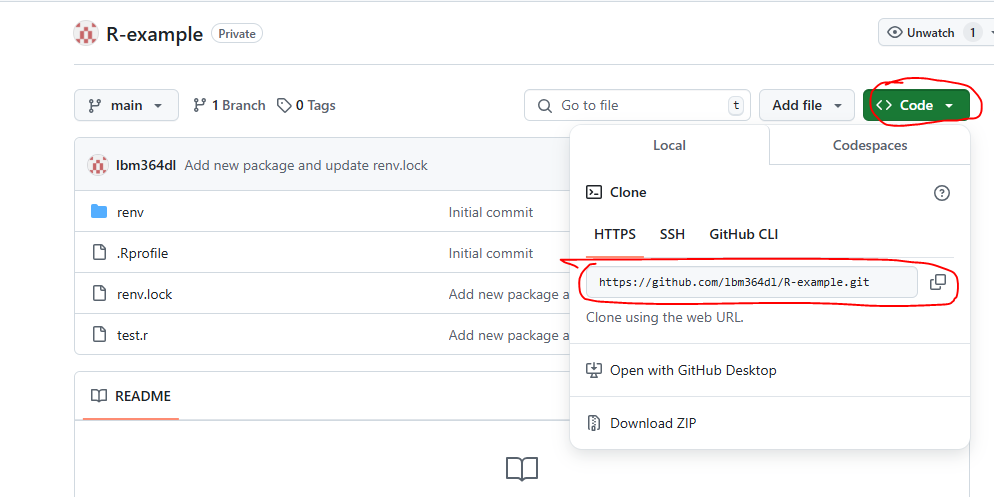 R-example Private
Unwatch 1
main 1 Branch 0 Tags
Go to file t
Add file
Code
Local Codespaces
lbm364dl Add new package and update renv.lock
Clone
renv Initial commit
HTTPS SSH GitHub CLI
.Rprofile Initial commit
https://github.com/lbm364dl/R-example.git
renv.lock Add new package a
Clone using the web URL.
test.r Add new package a
Open with GitHub Desktop
README
Download ZIP